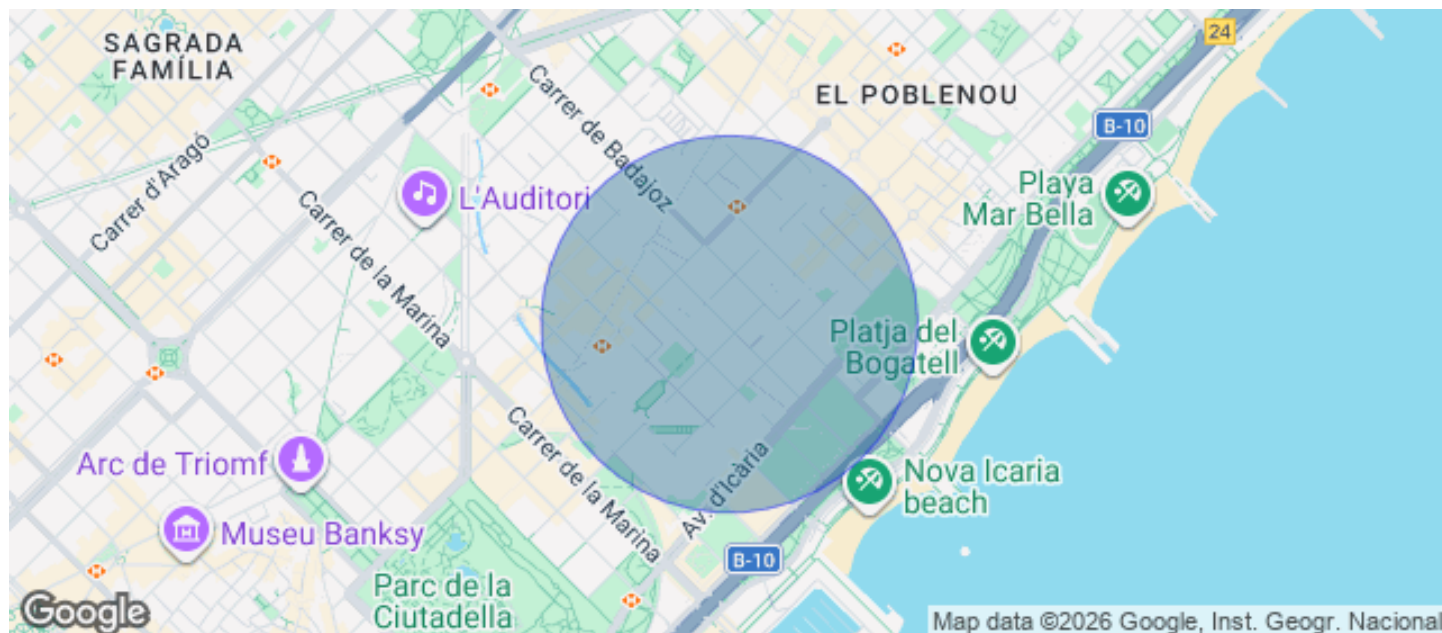 SAGRADA
FAMÍLIA
24
EL POBLENOU
Carrer de Badajoz
B-10
Carrer d'Aragó
L'Auditori
Playa
Mar Bella
Carrer de la Marina
Platja del
Bogatell
Carrer de la Marina
Arc de Triomf
Av. d'Icària
Nova Icaria
beach
Museu Banksy
B-10
Parc de la
Ciutadella
Google
Map data ©2026 Google, Inst. Geogr. Nacional